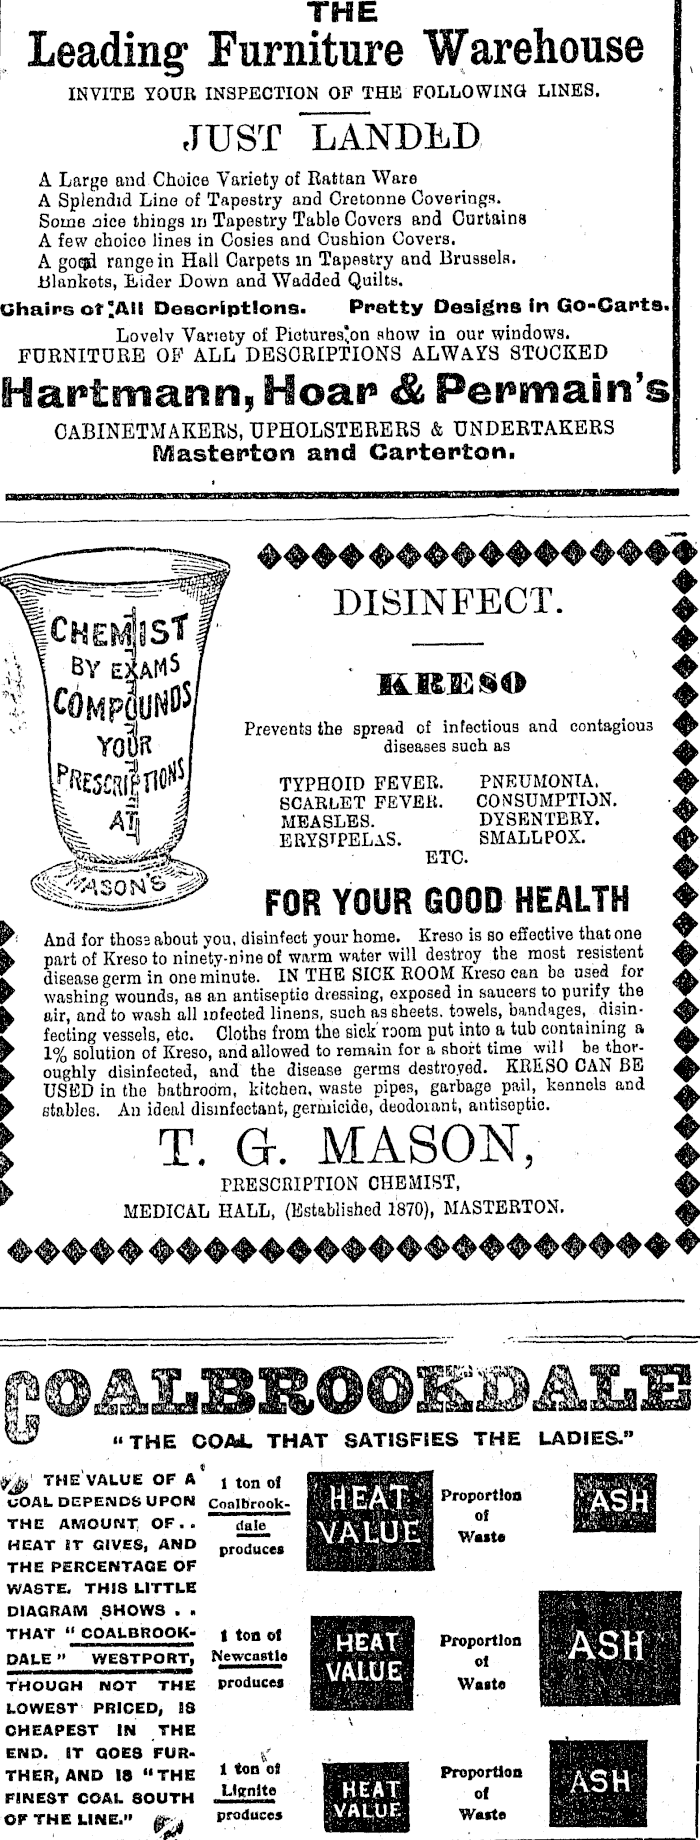 THE
Leading Furniture Warehouse
INVITE YOUR INSPECTION OF THE FOLLOWING LINES.
JUST LANDED
A Large and Choice Variety of Rattan Ware
A Splendid Line of Tapestry and Cretonne Coverings.
Some nice things in Tapestry Table Covers and Curtains
A few choice lines in Cosies and Cushion Covers.
A good range in Hall Carpets in Tapestry and Brussels.
Blankets, Eider Down and Wadded Quilts.
Chairs of All Descriptions. Pretty Designs in Go-Carts.
Lovely Variety of Pictures on show in our windows.
FURNITURE OF ALL DESCRIPTIONS ALWAYS STOCKED
Hartmann, Hoar & Permain's
CABINETMAKERS, UPHOLSTERERS & UNDERTAKERS
Masterton and Carterton.
CHEMIST
BY EXAMS
COMPOUNDS
YOUR
PRESCRIPTIONS
AT
MASON'S
DISINFECT.
KRESO
Prevents the spread of infectious and contagious
diseases such as
TYPHOID FEVER. PNEUMONIA.
SCARLET FEVER. CONSUMPTION.
MEASLES. DYSENTERY.
ERYSIPELAS. SMALLPOX.
ETC.
FOR YOUR GOOD HEALTH
And for those about you, disinfect your home. Kreso is so effective that one
part of Kreso to ninety-nine of warm water will destroy the most resistent
disease germ in one minute. IN THE SICK ROOM Kreso can be used for
washing wounds, as an antiseptic dressing, exposed in saucers to purify the
air, and to wash all infected linens, such as sheets, towels, bandages, disin-
fecting vessels, etc. Cloths from the sick room put into a tub containing a
1% solution of Kreso, and allowed to remain for a short time will be thor-
oughly disinfected, and the disease germs destroyed. KRESO CAN BE
USED in the bathroom, kitchen, waste pipes, garbage pail, kennels and
stables. An ideal disinfectant, germicide, deodorant, antiseptic.
T. G. MASON,
PRESCRIPTION CHEMIST,
MEDICAL HALL, (Established 1870), MASTERTON.
COALBROOKDALE
"THE COAL THAT SATISFIES THE LADIES."
THE VALUE OF A
COAL DEPENDS UPON
THE AMOUNT OF..
HEAT IT GIVES, AND
THE PERCENTAGE OF
WASTE. THIS LITTLE
DIAGRAM SHOWS . .
THAT "COALBROOK-
DALE" WESTPORT,
THOUGH NOT THE
LOWEST PRICED, IS
CHEAPEST IN THE
END. IT GOES FUR-
THER, AND IS "THE
FINEST COAL SOUTH
OF THE LINE."
1 ton of
Coalbrook-
dale
produces
HEAT
VALUE
Proportion
of
Waste
ASH
1 ton of
Newcastle
produces
HEAT
VALUE
Proportion
of
Waste
ASH
1 ton of
Lignite
produces
HEAT
VALUE
Proportion
of
Waste
ASH